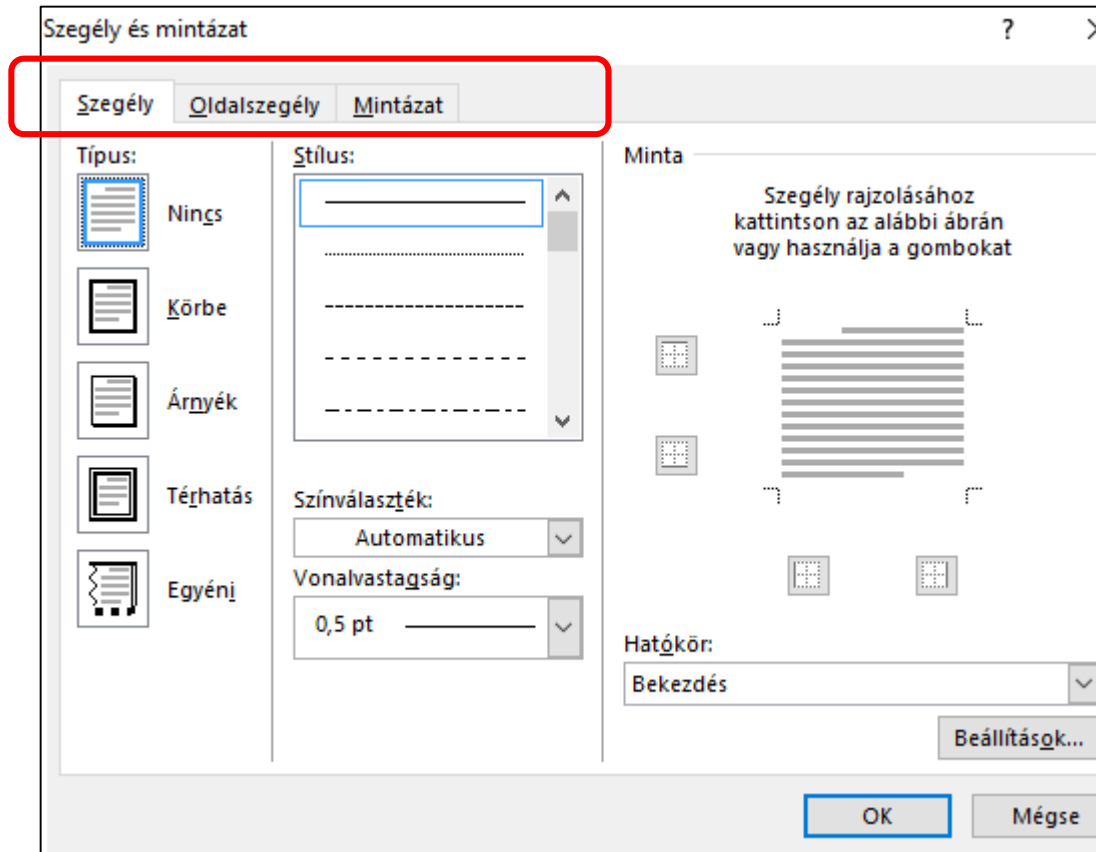 Szegély és mintázat
?
Szegély
Oldalszegély
Mintázat
Típus:
Nincs
Körbe
Árnyék
Térhatás
Egyéni
Stílus:
Színválaszték:
Automatikus
Vonalvastagság:
0,5 pt
Minta
Szegély rajzolásához
kattintson az alábbi ábrán
vagy használja a gombokat
Hatókör:
Bekezdés
Beállítások...
OK
Mégse